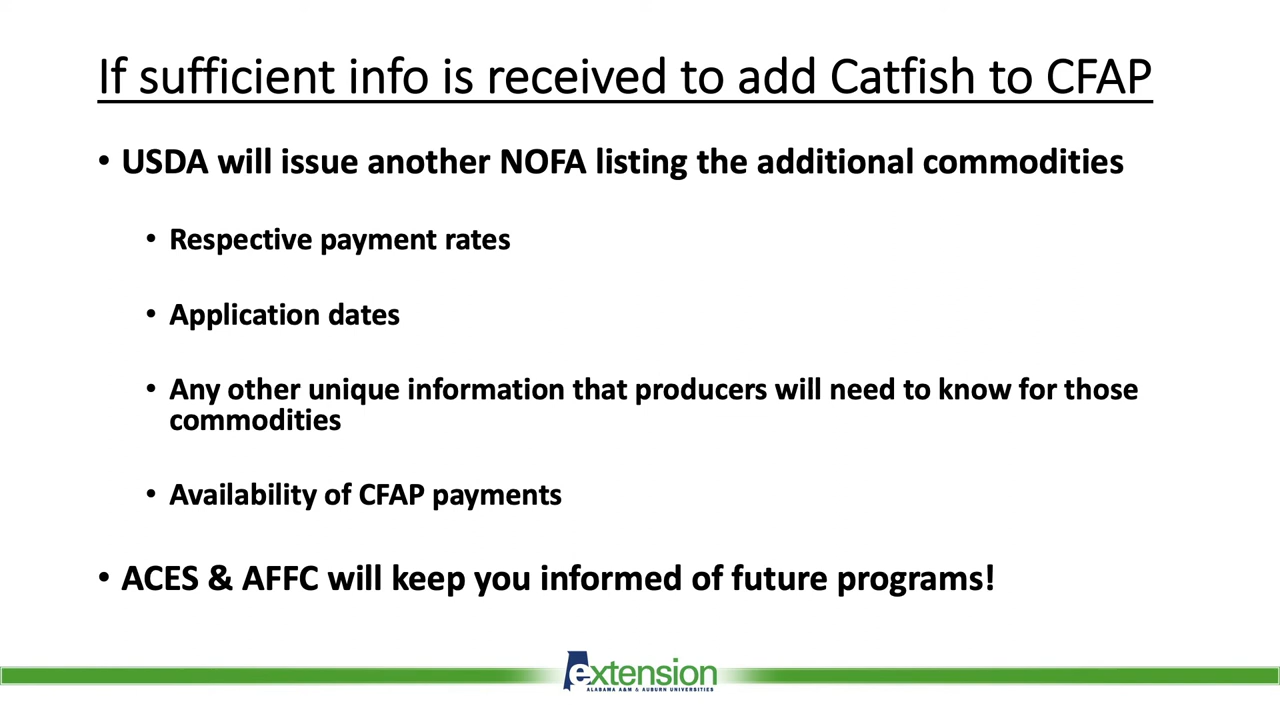 If sufficient info is received to add Catfish to CFAP
• USDA will issue another NOFA listing the additional commodities
• Respective payment rates
• Application dates
• Any other unique information that producers will need to know for those
commodities
• Availability of CFAP payments
• ACES & AFFC will keep you informed of future programs!
extension
ALABAMA A&M & AUBURN UNIVERSITIES